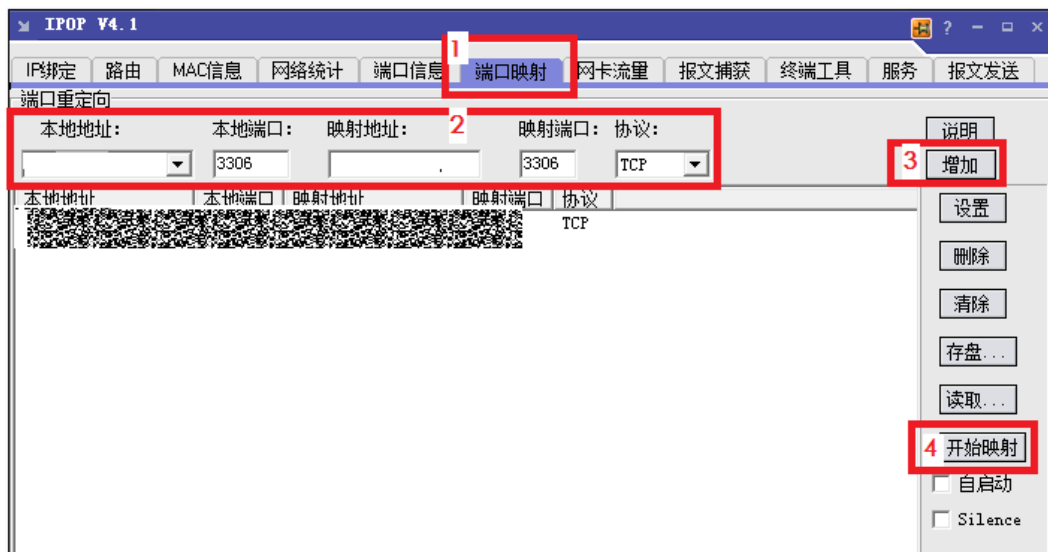 IPOP V4.1
1
IP绑定 路由 MAC信息 网络统计 端口信息 端口映射 网卡流量 报文捕获 终端工具 服务 报文发送
端口重定向
本地地址: 本地端口: 映射地址: 2 映射端口: 协议: 说明
3306 3306 TCP 3 增加
本地地址 本地端口 映射地址 映射端口 协议
TCP
设置
删除
清除
存盘...
读取...
4 开始映射
自启动
Silence